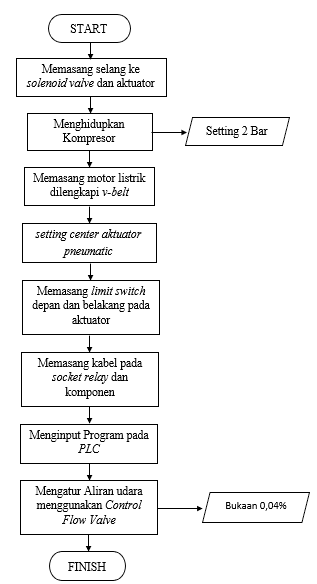 START
Memasang selang ke
solenoid valve dan aktuator
Menghidupkan
Kompresor
Setting 2 Bar
Memasang motor listrik
dilengkapi v-belt
setting center aktuator
pneumatic
Memasang limit switch
depan dan belakang pada
aktuator
Memasang kabel pada
socket relay dan
komponen
Menginput Program pada
PLC
Mengatur Aliran udara
menggunakan Control
Flow Valve
Bukaan 0,04%
FINISH